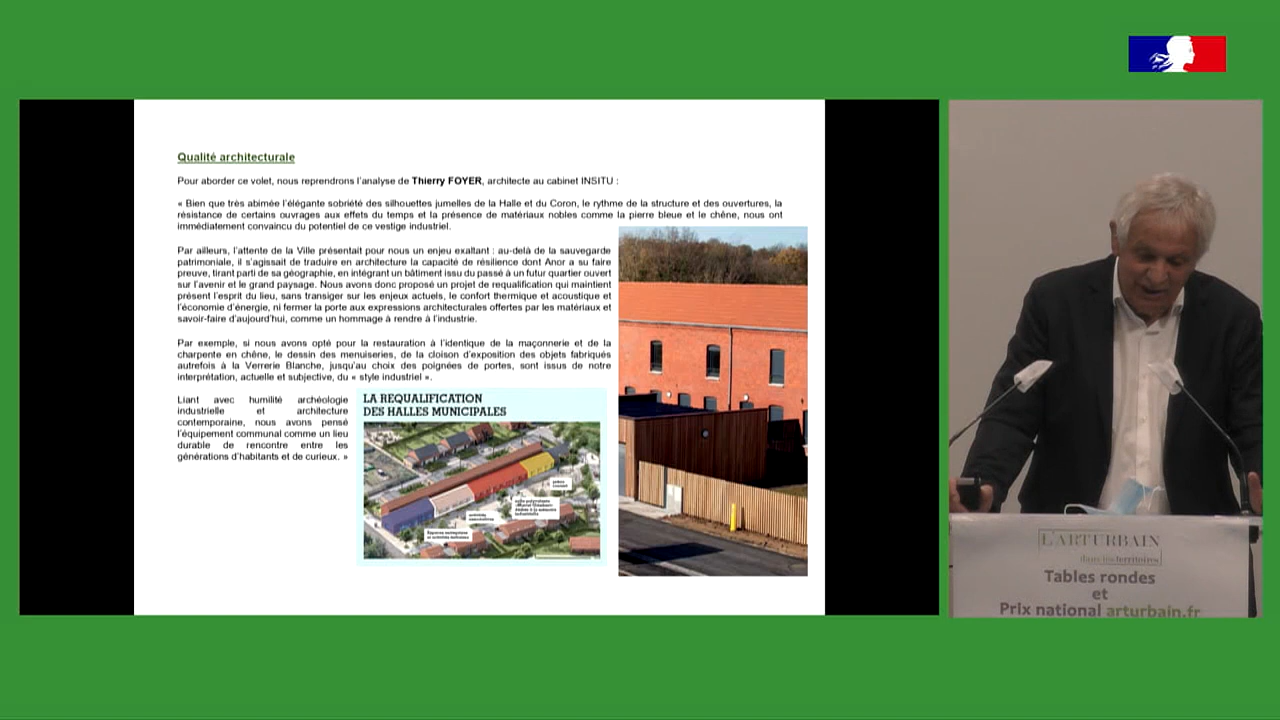 Qualité architecturale
Pour aborder ce volet, nous reprendrons l'analyse de Thierry FOYER, architecte au cabinet INSITU :
« Bien que très abimée l'élégante sobriété des silhouettes jumelles de la Halle et du Coron, le rythme de la structure et des ouvertures, la
résistance de certains ouvrages aux effets du temps et la présence de matériaux nobles comme la pierre bleue et le chêne, nous ont
immédiatement convaincu du potentiel de ce vestige industriel.
Par ailleurs, l'attente de la Ville présentait pour nous un enjeu exaltant : au-delà de la sauvegarde
patrimoniale, il s'agissait de traduire en architecture la capacité de résilience dont Anor a su faire
preuve, tirant parti de sa géographie, en intégrant un bâtiment issu du passé à un futur quartier ouvert
sur l'avenir et le grand paysage. Nous avons donc proposé un projet de requalification qui maintient
présent l'esprit du lieu, sans transiger sur les enjeux actuels, le confort thermique et acoustique et
l'économie d'énergie, ni fermer la porte aux expressions architecturales offertes par les matériaux et
savoir-faire d'aujourd'hui, comme un hommage à rendre à l'industrie.
Par exemple, si nous avons opté pour la restauration à l'identique de la maçonnerie et de la
charpente en chêne, le dessin des menuiseries, de la cloison d'exposition des objets fabriqués
autrefois à la Verrerie Blanche, jusqu'au choix des poignées de portes, sont issus de notre
interprétation, actuelle et subjective, du « style industriel ».
Liant avec humilité archéologie
industrielle et architecture
contemporaine, nous avons pensé
l'équipement communal comme un lieu
durable de rencontre entre les
générations d'habitants et de curieux. »
LA REQUALIFICATION
DES HALLES MUNICIPALES
L'ARTURBAIN
dans les territoires
Tables rondes
et
Prix national arturbain.fr